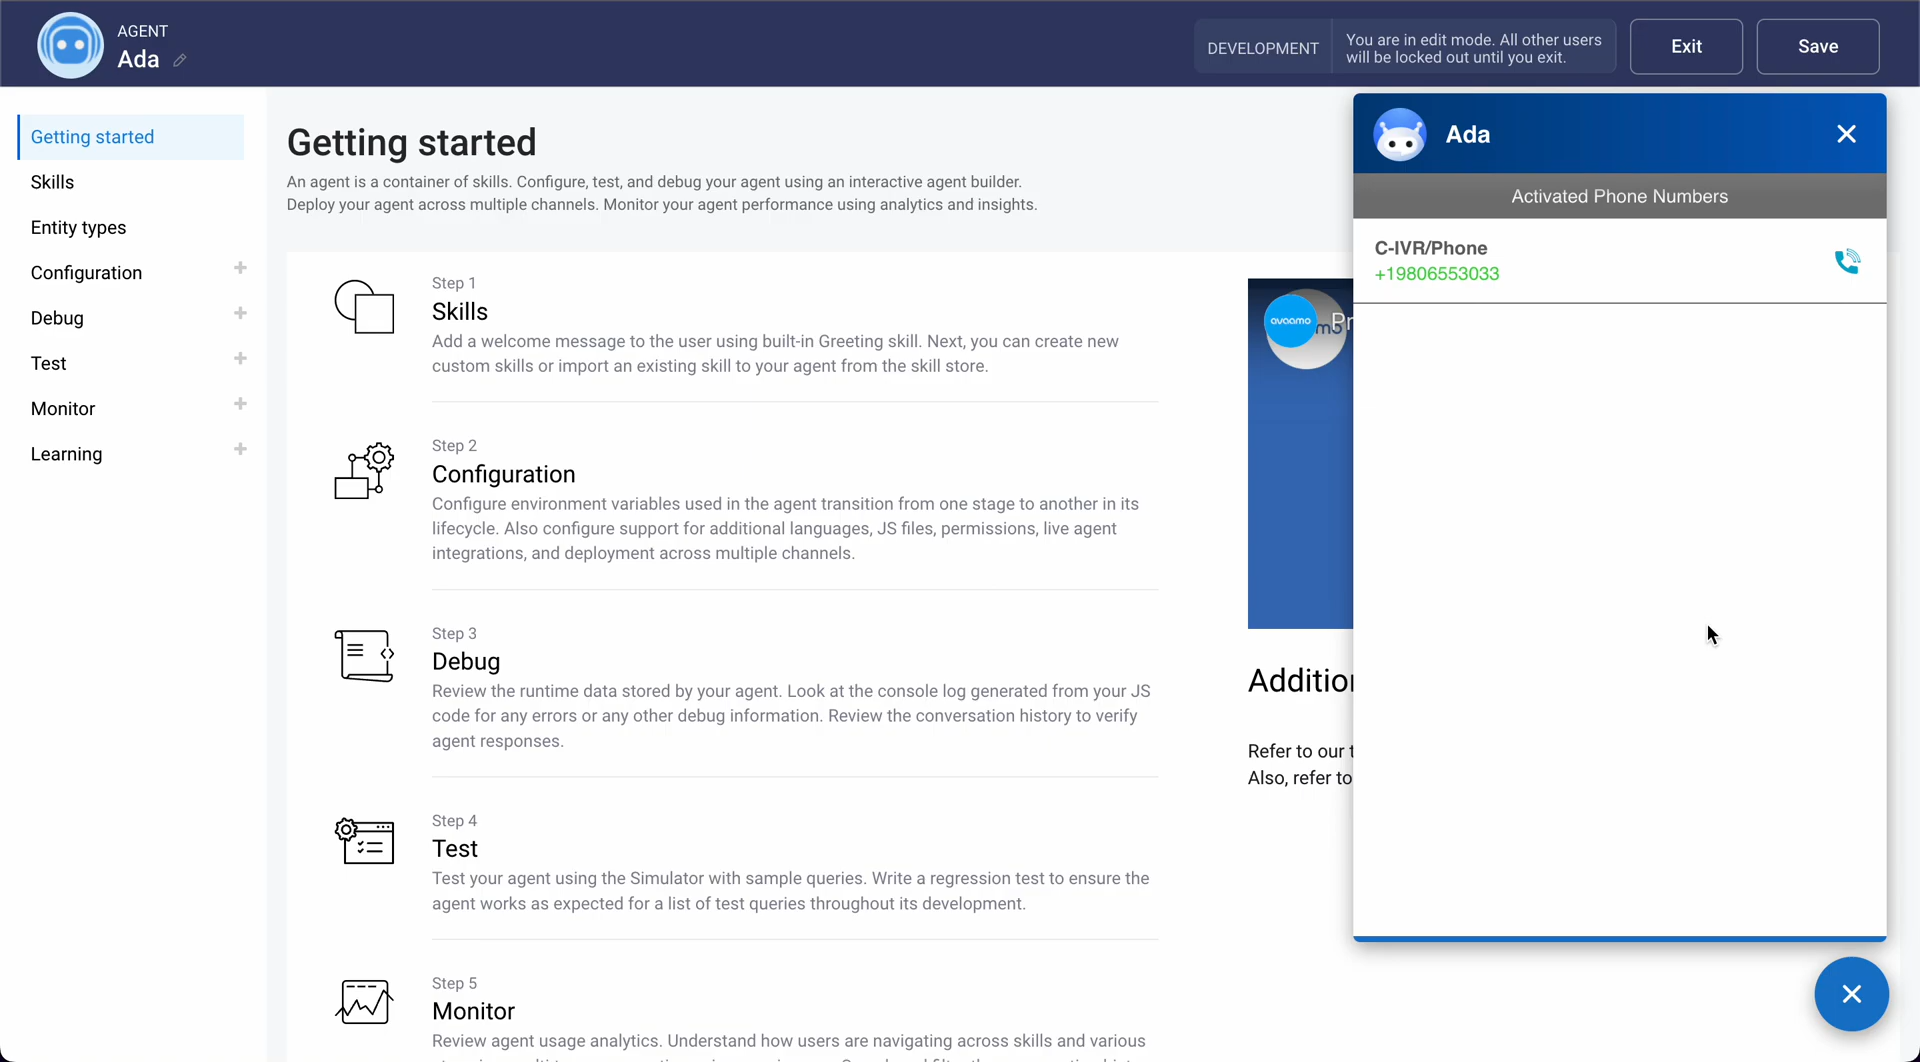 AGENT
Ada
DEVELOPMENT
You are in edit mode. All other users
will be locked out until you exit.
Exit
Save
Getting started
Skills
Entity types
Configuration
Debug
Test
Monitor
Learning
Getting started
An agent is a container of skills. Configure, test, and debug your agent using an interactive agent builder.
Deploy your agent across multiple channels. Monitor your agent performance using analytics and insights.
Step 1
Skills
Add a welcome message to the user using built-in Greeting skill. Next, you can create new
custom skills or import an existing skill to your agent from the skill store.
Step 2
Configuration
Configure environment variables used in the agent transition from one stage to another in its
lifecycle. Also configure support for additional languages, JS files, permissions, live agent
integrations, and deployment across multiple channels.
Step 3
Debug
Review the runtime data stored by your agent. Look at the console log generated from your JS
code for any errors or any other debug information. Review the conversation history to verify
agent responses.
Step 4
Test
Test your agent using the Simulator with sample queries. Write a regression test to ensure the
agent works as expected for a list of test queries throughout its development.
Step 5
Monitor
Review agent usage analytics. Understand how users are navigating across skills and various
avaamo
Pr
Additio
Refer to our t
Also, refer to
Ada
Activated Phone Numbers
C-IVR/Phone
+19806553033